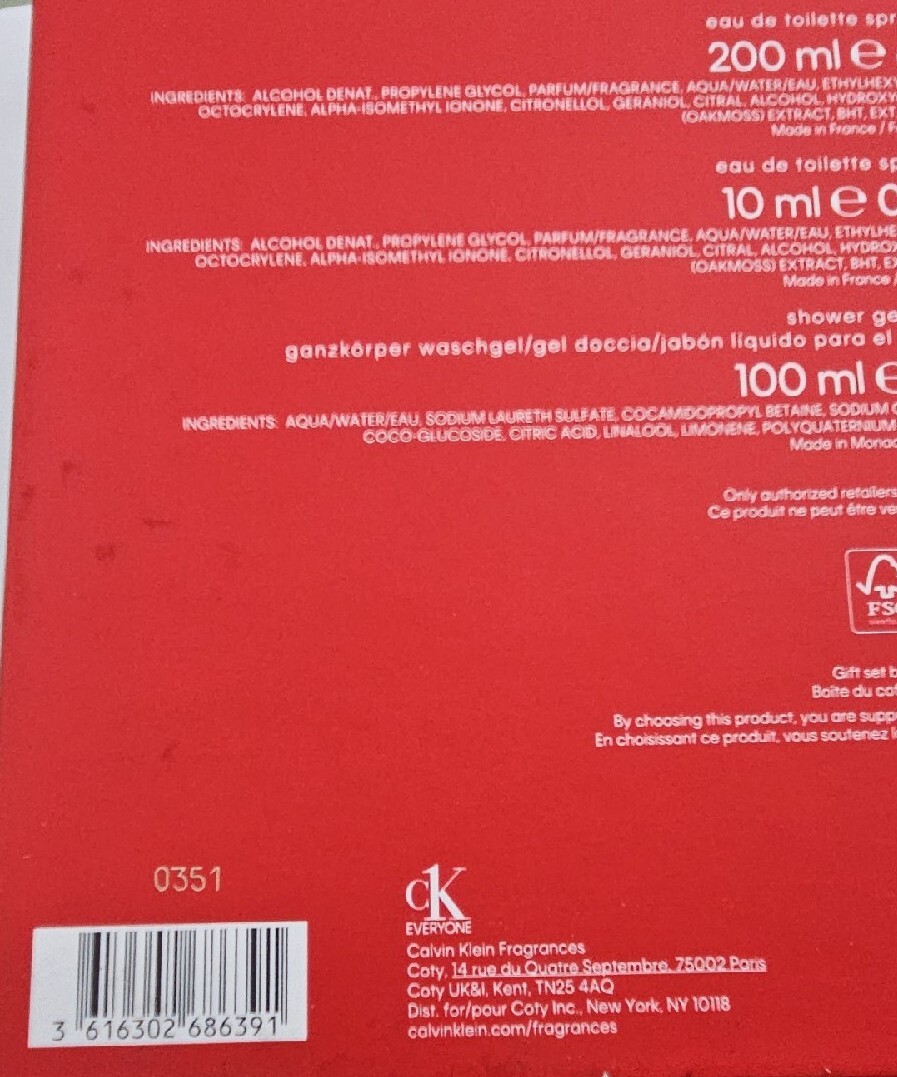 eau de toilette spr
200 ml e
INGREDIENTS: ALCOHOL DENAT., PROPYLENE GLYCOL, PARFUM/FRAGRANCE, AQUA/WATER/EAU, ETHYLHEXY
OCTOCRYLENE, ALPHA-ISOMETHYL IONONE, CITRONELLOL, GERANIOL, CITRAL, ALCOHOL, HYDROXY
(OAKMOSS) EXTRACT, BHT, EXT
Made in France / F
eau de toilette sp
10 ml e 0
INGREDIENTS: ALCOHOL DENAT., PROPYLENE GLYCOL, PARFUM/FRAGRANCE, AQUA/WATER/EAU, ETHYLHE
OCTOCRYLENE, ALPHA-ISOMETHYL IONONE, CITRONELLOL, GERANIOL, CITRAL, ALCOHOL, HYDROX
(OAKMOSS) EXTRACT, BHT, EX
Made in France /
shower ge
ganzkörper waschgel/gel doccia/jabón líquido para el
100 ml e
INGREDIENTS: AQUA/WATER/EAU, SODIUM LAURETH SULFATE, COCAMIDOPROPYL BETAINE, SODIUM C
COCO-GLUCOSIDE, CITRIC ACID, LINALOOL, LIMONENE, POLYQUATERNIUM
Made in Monac
Only authorized retailers
Ce produit ne peut être ve
FSC
Gift set b
Boîte du cof
By choosing this product, you are supp
En choisissant ce produit, vous soutenez l
0351
cK
EVERYONE
Calvin Klein Fragrances
Coty, 14 rue du Quatre Septembre, 75002 Paris
Coty UK&I, Kent, TN25 4AQ
Dist. for/pour Coty Inc., New York, NY 10118
calvinklein.com/fragrances
3 616302 686391